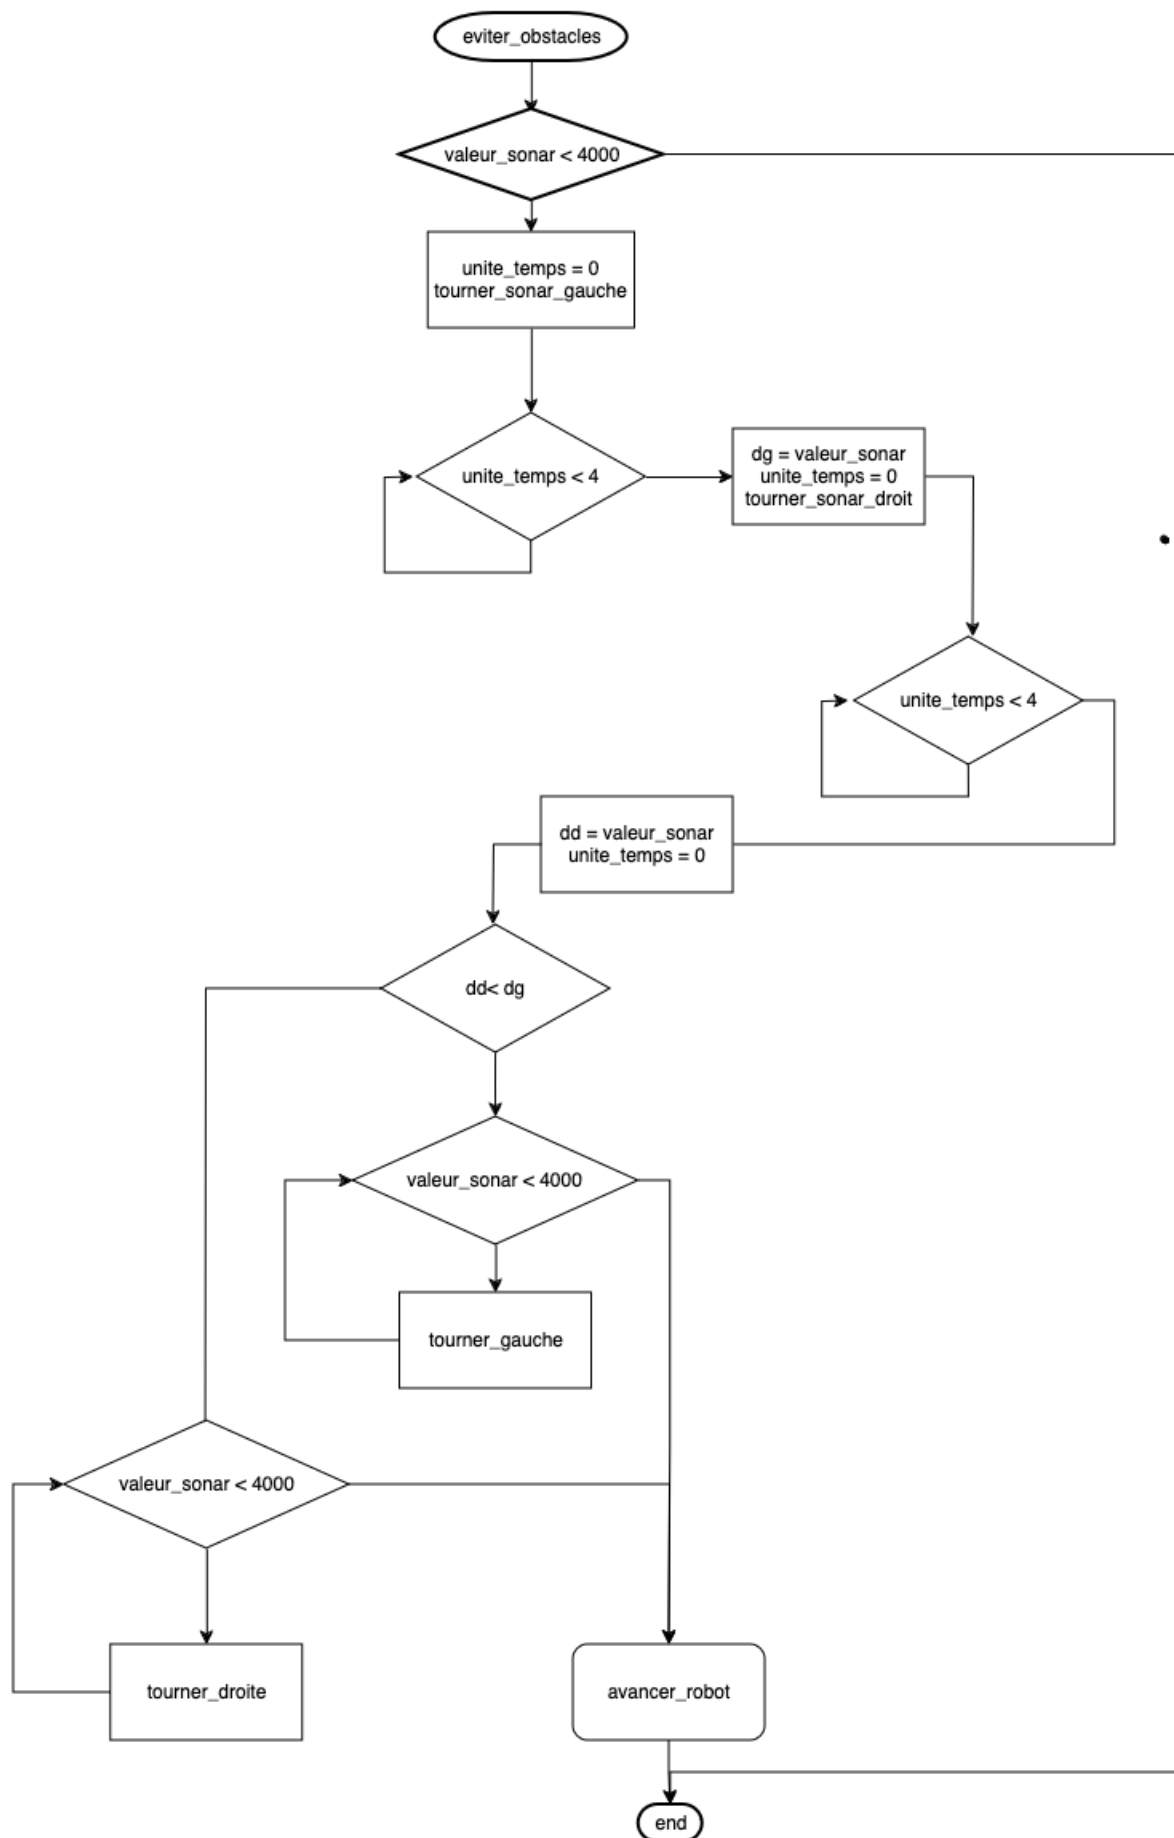 eviter_obstacles
valeur_sonar < 4000
unite_temps = 0
tourner_sonar_gauche
unite_temps < 4
dg = valeur_sonar
unite_temps = 0
tourner_sonar_droit
unite_temps < 4
dd = valeur_sonar
unite_temps = 0
dd< dg
valeur_sonar < 4000
tourner_gauche
valeur_sonar < 4000
tourner_droite
avancer_robot
end